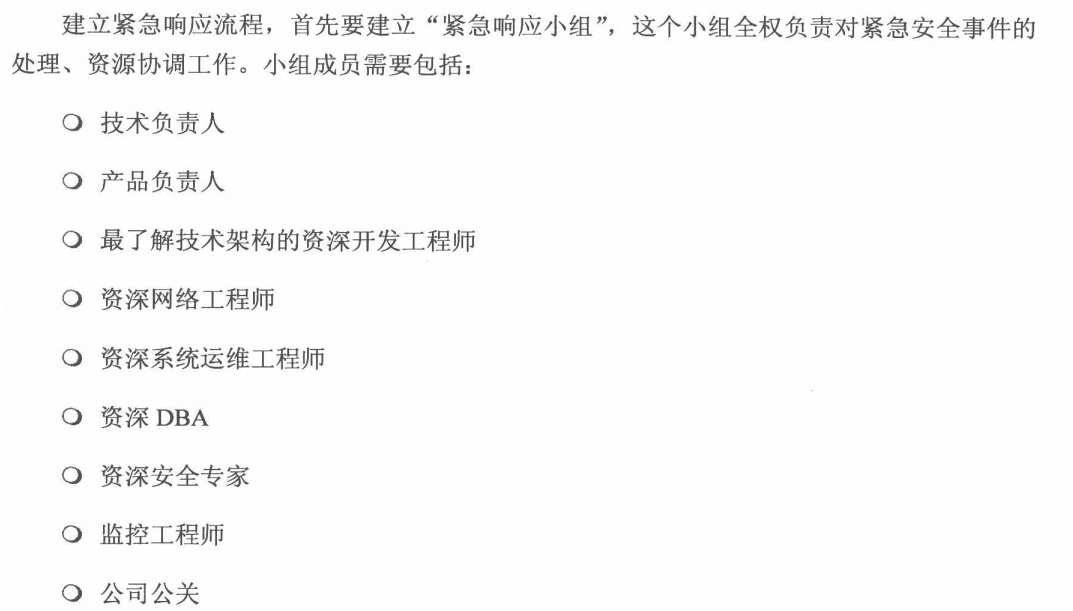 建立紧急响应流程，首先要建立“紧急响应小组”，这个小组全权负责对紧急安全事件的
处理、资源协调工作。小组成员需要包括：
❍ 技术负责人
❍ 产品负责人
❍ 最了解技术架构的资深开发工程师
❍ 资深网络工程师
❍ 资深系统运维工程师
❍ 资深 DBA
❍ 资深安全专家
❍ 监控工程师
❍ 公司公关